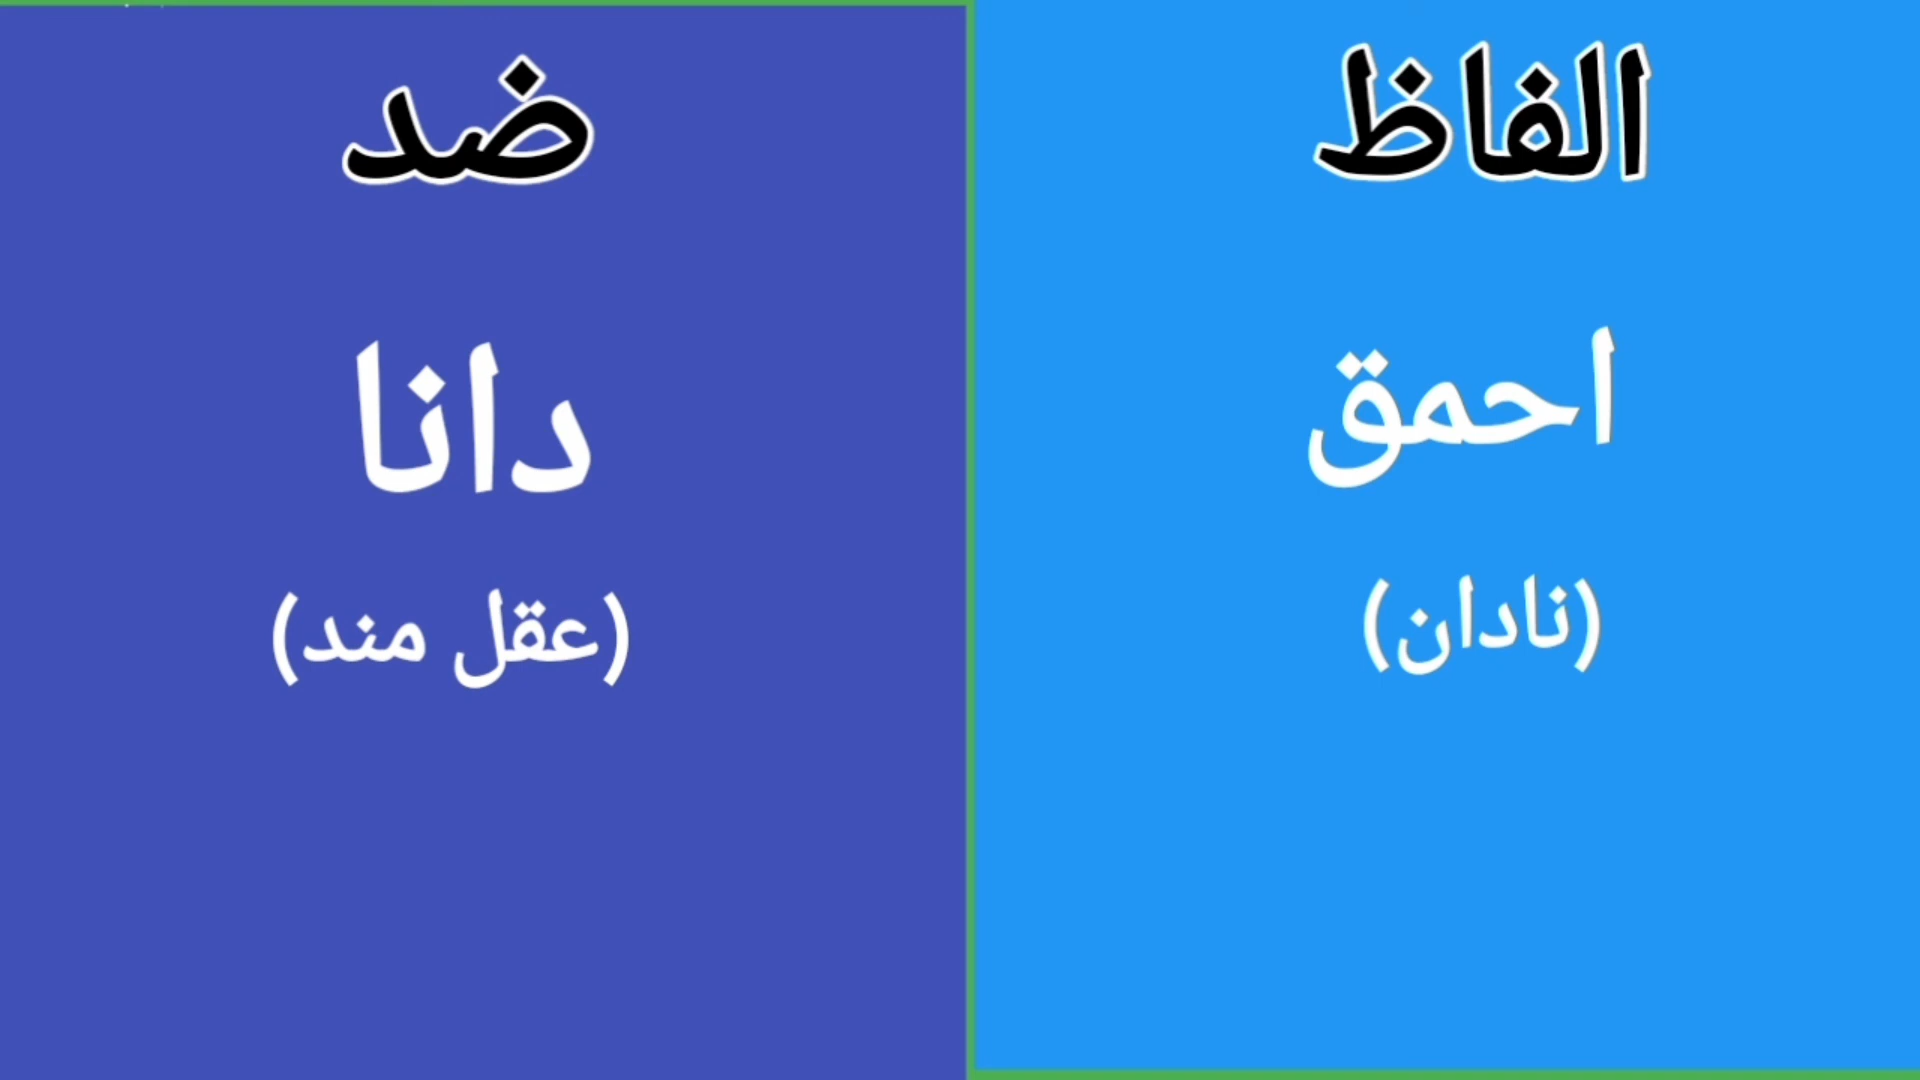 الفاظ
ضد
احمق
دانا
(نادان)
(عقل مند)